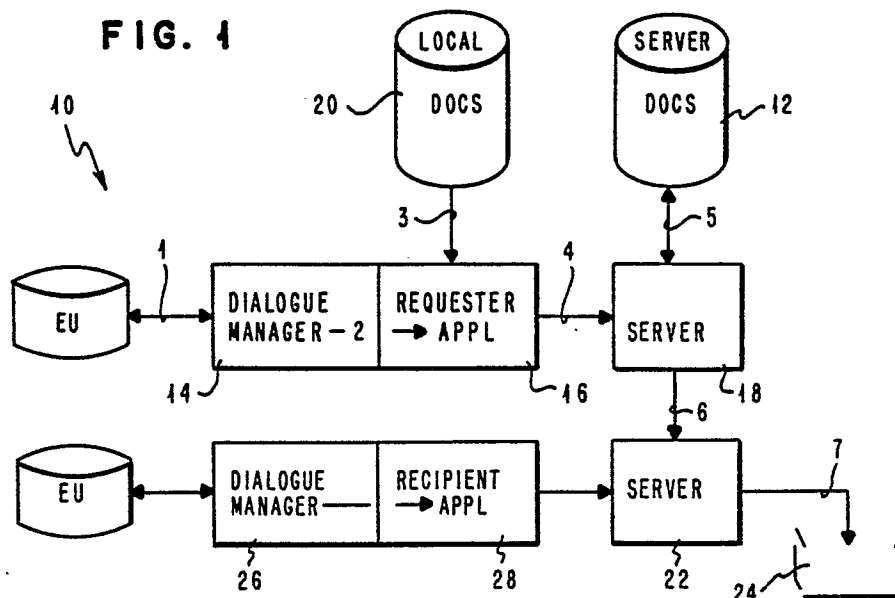 FIG. 1
LOCAL
DOCS
20
SERVER
DOCS
12
10
3
5
1
EU
DIALOGUE
MANAGER — 2
REQUESTER
APPL
4
SERVER
14
16
18
6
EU
DIALOGUE
MANAGER
RECIPIENT
APPL
SERVER
7
26
28
22
24